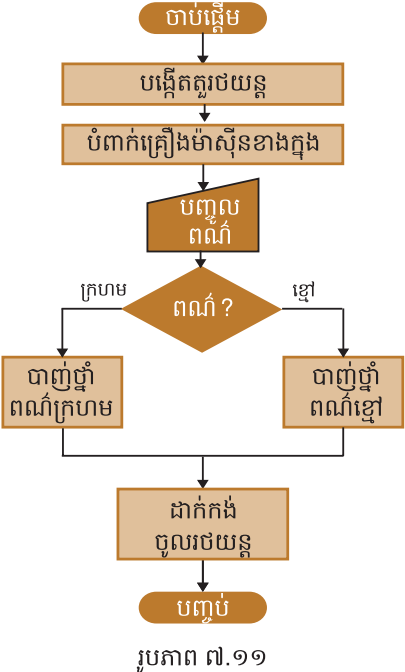 ចាប់ផ្តើម
បង្កើតតួរថយន្ត
បំពាក់គ្រឿងម៉ាស៊ីនខាងក្នុង
បញ្ចូល
ពណ៌
ក្រហម
ពណ៌ ?
ខ្មៅ
បាញ់ថ្នាំ
ពណ៌ក្រហម
បាញ់ថ្នាំ
ពណ៌ខ្មៅ
ដាក់កង់
ចូលរថយន្ត
បញ្ចប់
រូបភាព ៧.១១